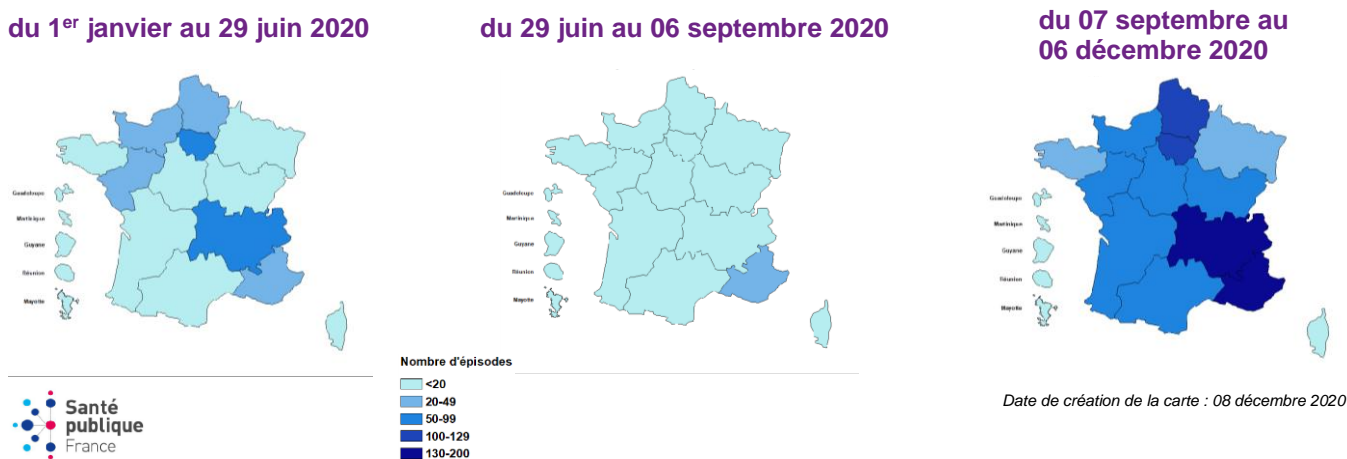 du 1er janvier au 29 juin 2020
du 29 juin au 06 septembre 2020
du 07 septembre au
06 décembre 2020
Guadeloupe
Martinique
Guyane
Réunion
Mayotte
Guadeloupe
Martinique
Guyane
Réunion
Mayotte
Guadeloupe
Martinique
Guyane
Réunion
Mayotte
Nombre d'épisodes
<20
20-49
50-99
100-129
130-200
Santé
publique
France
Date de création de la carte : 08 décembre 2020